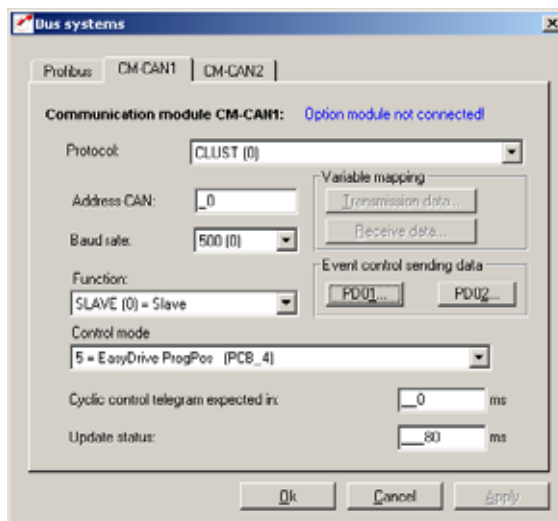 Bus systems
Profibus CM-CAN1 CM-CAN2
Communication module CM-CAN1: Option module not connected!
Protocol: CLUST (0)
Variable mapping
Address-CAN: _0 Transmission data...
Baud rate: 500 (0) Receive data...
Event control sending data
Function: PD01... PD02...
SLAVE (0) = Slave
Control mode
5 = EasyDrive ProgPos (PCB_4)
Cyclic control telegram expected in: __0 ms
Update status: ___80 ms
Ok Cancel Apply